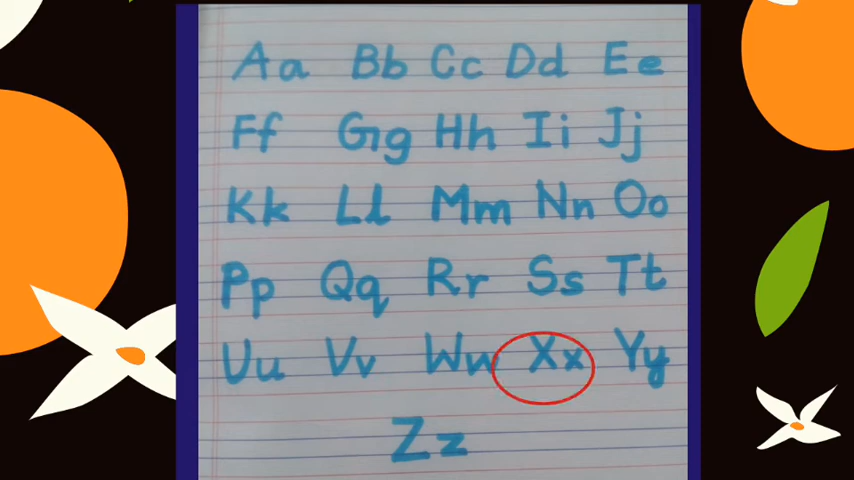 Aa Bb Cc Dd Ee
Ff Gg Hh Ii Jj
Kk Ll Mm Nn Oo
Pp Qq Rr Ss Tt
Uu Vv Ww Xx Yy
Zz